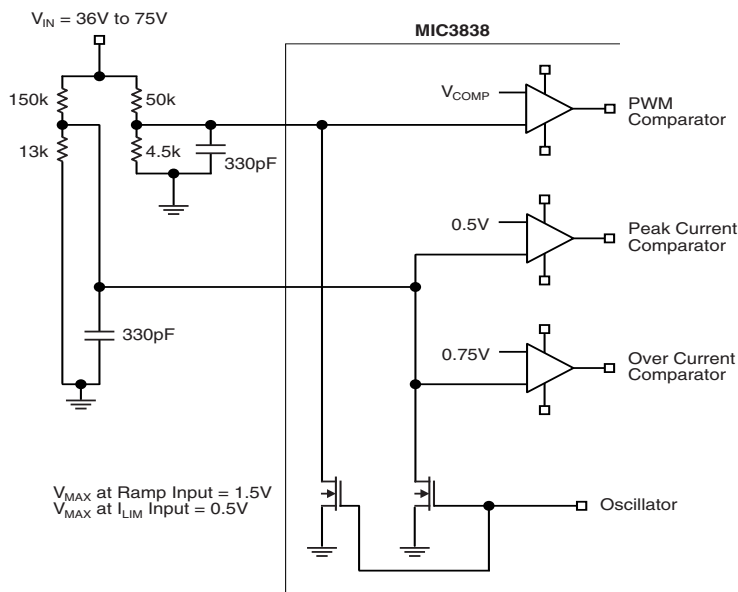 V_IN = 36V to 75V
MIC3838
150k
50k
V_COMP
PWM
Comparator
13k
4.5k
330pF
0.5V
Peak Current
Comparator
330pF
0.75V
Over Current
Comparator
V_MAX at Ramp Input = 1.5V
V_MAX at I_LIM Input = 0.5V
Oscillator